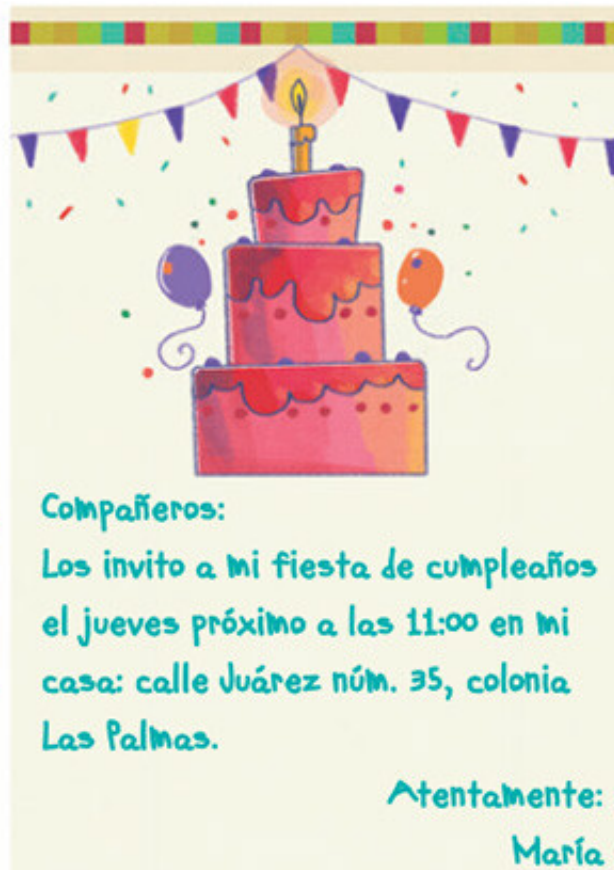 Compañeros:
Los invito a mi fiesta de cumpleaños
el jueves próximo a las 11:00 en mi
casa: calle Juárez núm. 35, colonia
Las Palmas.
Atentamente:
María